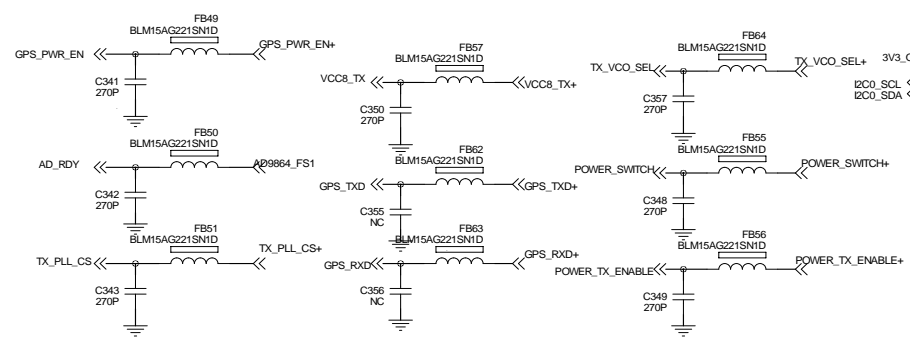 FB49
BLM15AG221SN1D
GPS_PWR_EN
GPS_PWR_EN+
C341
270P
FB50
BLM15AG221SN1D
AD_RDY
AD9864_FS1
C342
270P
FB51
BLM15AG221SN1D
TX_PLL_CS
TX_PLL_CS+
C343
270P
FB57
BLM15AG221SN1D
VCC8_TX
VCC8_TX+
C350
270P
FB62
BLM15AG221SN1D
GPS_TXD
GPS_TXD+
C355
NC
FB63
BLM15AG221SN1D
GPS_RXD
GPS_RXD+
C356
NC
FB64
BLM15AG221SN1D
TX_VCO_SEL
TX_VCO_SEL+
C357
270P
FB55
BLM15AG221SN1D
POWER_SWITCH
POWER_SWITCH+
C348
270P
FB56
BLM15AG221SN1D
POWER_TX_ENABLE
POWER_TX_ENABLE+
C349
270P
I2C0_SCL
I2C0_SDA